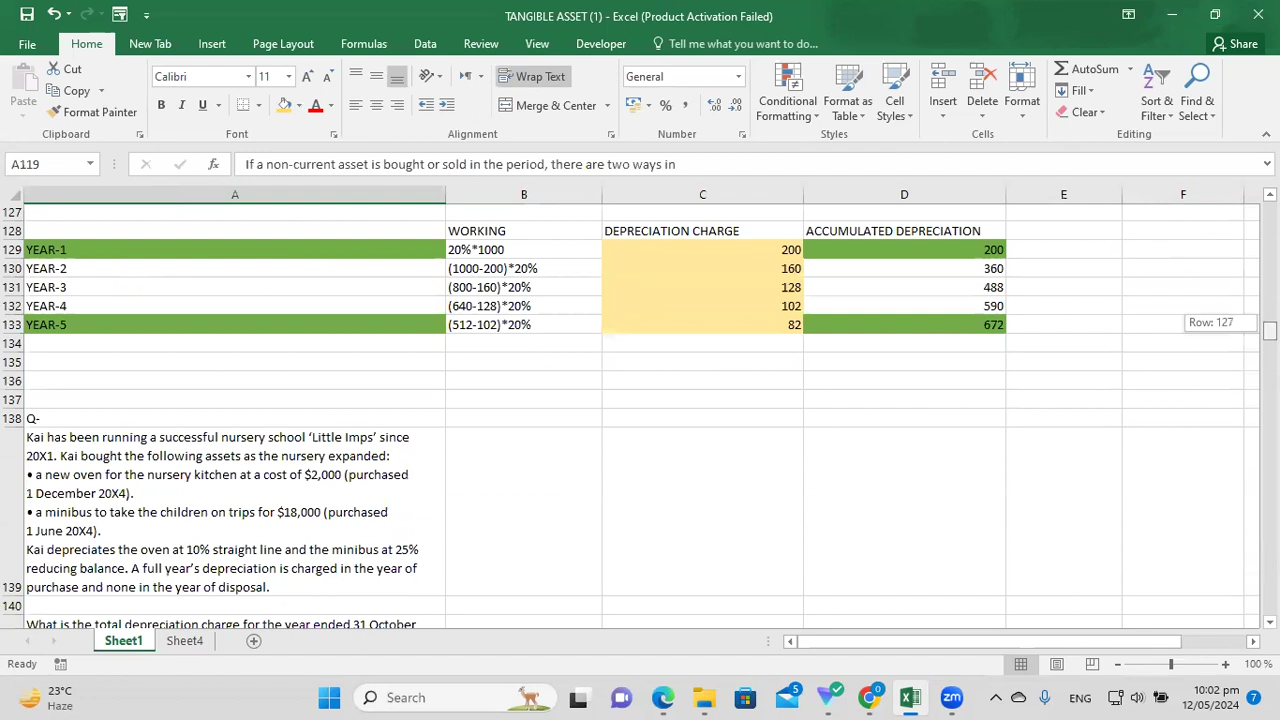 TANGIBLE ASSET (1) - Excel (Product Activation Failed)
File Home New Tab Insert Page Layout Formulas Data Review View Developer Tell me what you want to do... Share
Paste
Cut
Copy
Format Painter
Clipboard
Calibri 11
B I U
Font
Wrap Text
Merge & Center
Alignment
General
%
Number
Conditional Formatting
Format as Table
Cell Styles
Styles
Insert Delete Format
Cells
AutoSum
Fill
Clear
Sort & Filter
Find & Select
Editing
A119 fx If a non-current asset is bought or sold in the period, there are two ways in
A B C D E F
127
128 WORKING DEPRECIATION CHARGE ACCUMULATED DEPRECIATION
129 YEAR-1 20%*1000 200 200
130 YEAR-2 (1000-200)*20% 160 360
131 YEAR-3 (800-160)*20% 128 488
132 YEAR-4 (640-128)*20% 102 590
133 YEAR-5 (512-102)*20% 82 672
Row: 127
134
135
136
137
138 Q-
Kai has been running a successful nursery school ‘Little Imps’ since
20X1. Kai bought the following assets as the nursery expanded:
• a new oven for the nursery kitchen at a cost of $2,000 (purchased
1 December 20X4).
• a minibus to take the children on trips for $18,000 (purchased
1 June 20X4).
Kai depreciates the oven at 10% straight line and the minibus at 25%
reducing balance. A full year’s depreciation is charged in the year of
139 purchase and none in the year of disposal.
140
What is the total depreciation charge for the year ended 31 October
Sheet1 Sheet4
Ready 100 %
23°C
Haze
Search
5
0
ENG
10:02 pm
12/05/2024
7